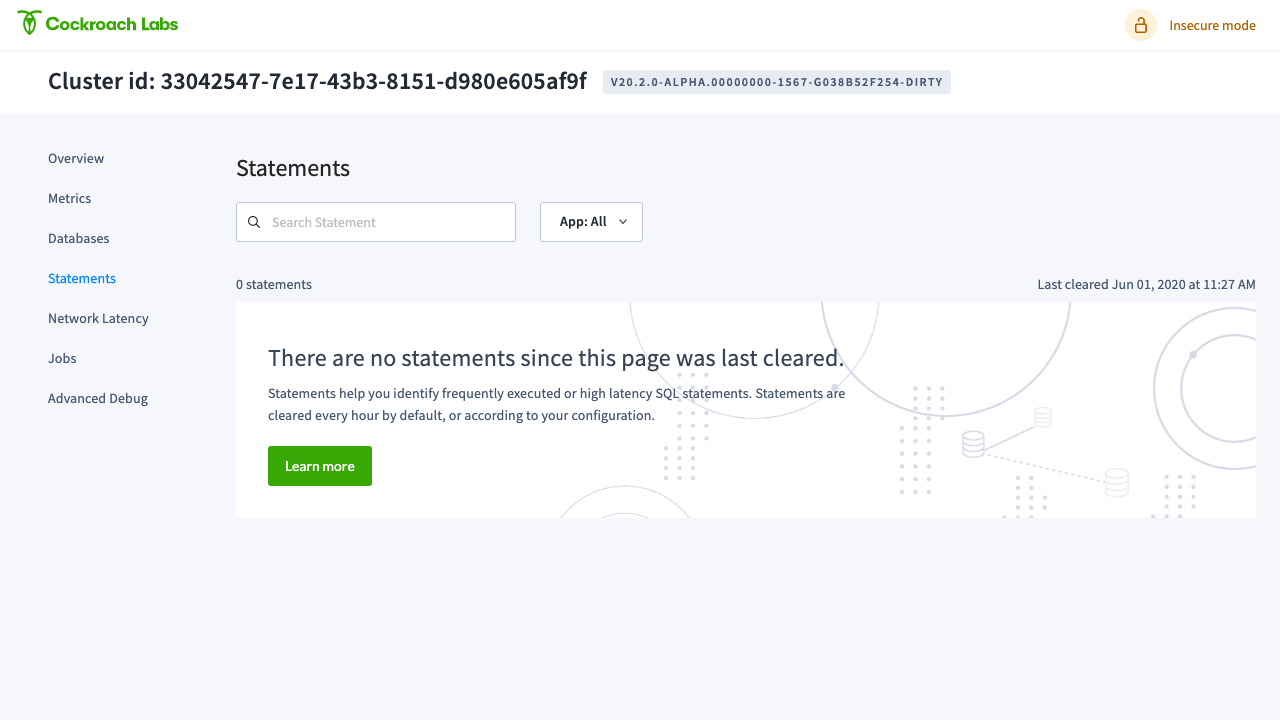 Cockroach Labs
Insecure mode
Cluster id: 33042547-7e17-43b3-8151-d980e605af9f
V20.2.0-ALPHA.00000000-1567-G038B52F254-DIRTY
Overview
Metrics
Databases
Statements
Network Latency
Jobs
Advanced Debug
Statements
Search Statement
App: All
0 statements
Last cleared Jun 01, 2020 at 11:27 AM
There are no statements since this page was last cleared.
Statements help you identify frequently executed or high latency SQL statements. Statements are
cleared every hour by default, or according to your configuration.
Learn more